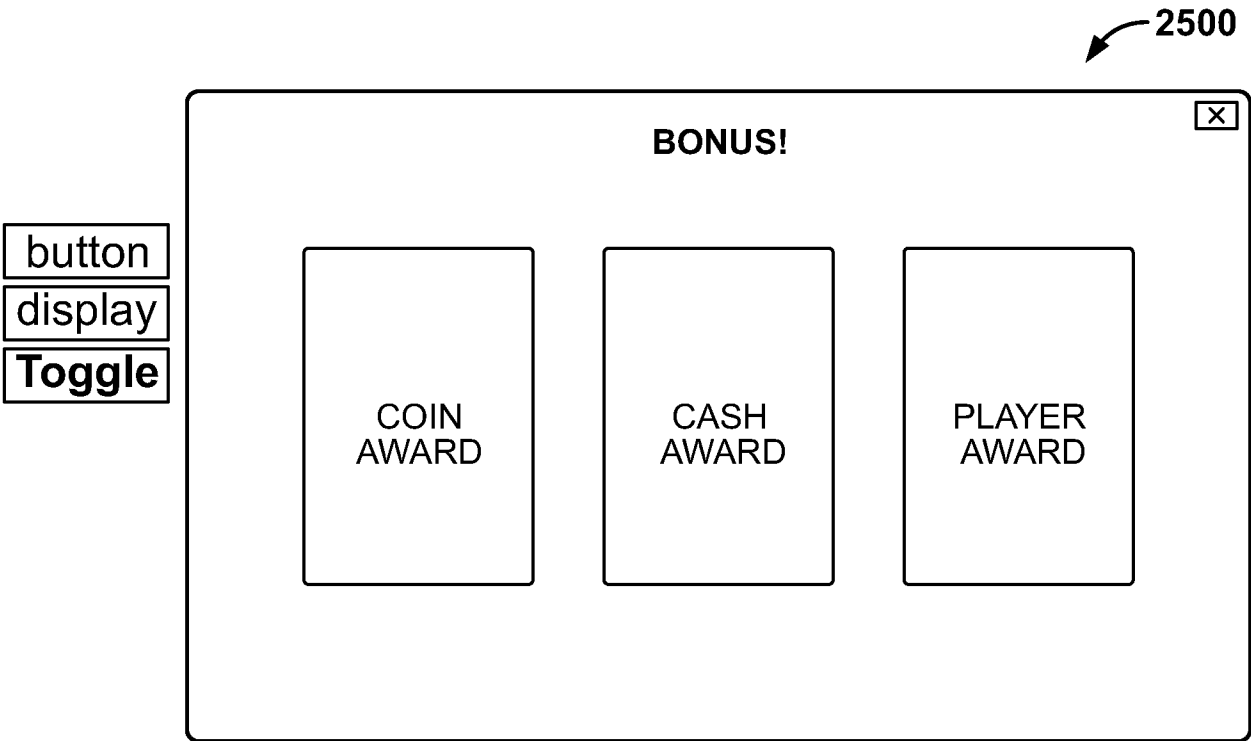 2500
BONUS!
button
display
Toggle
COIN
AWARD
CASH
AWARD
PLAYER
AWARD